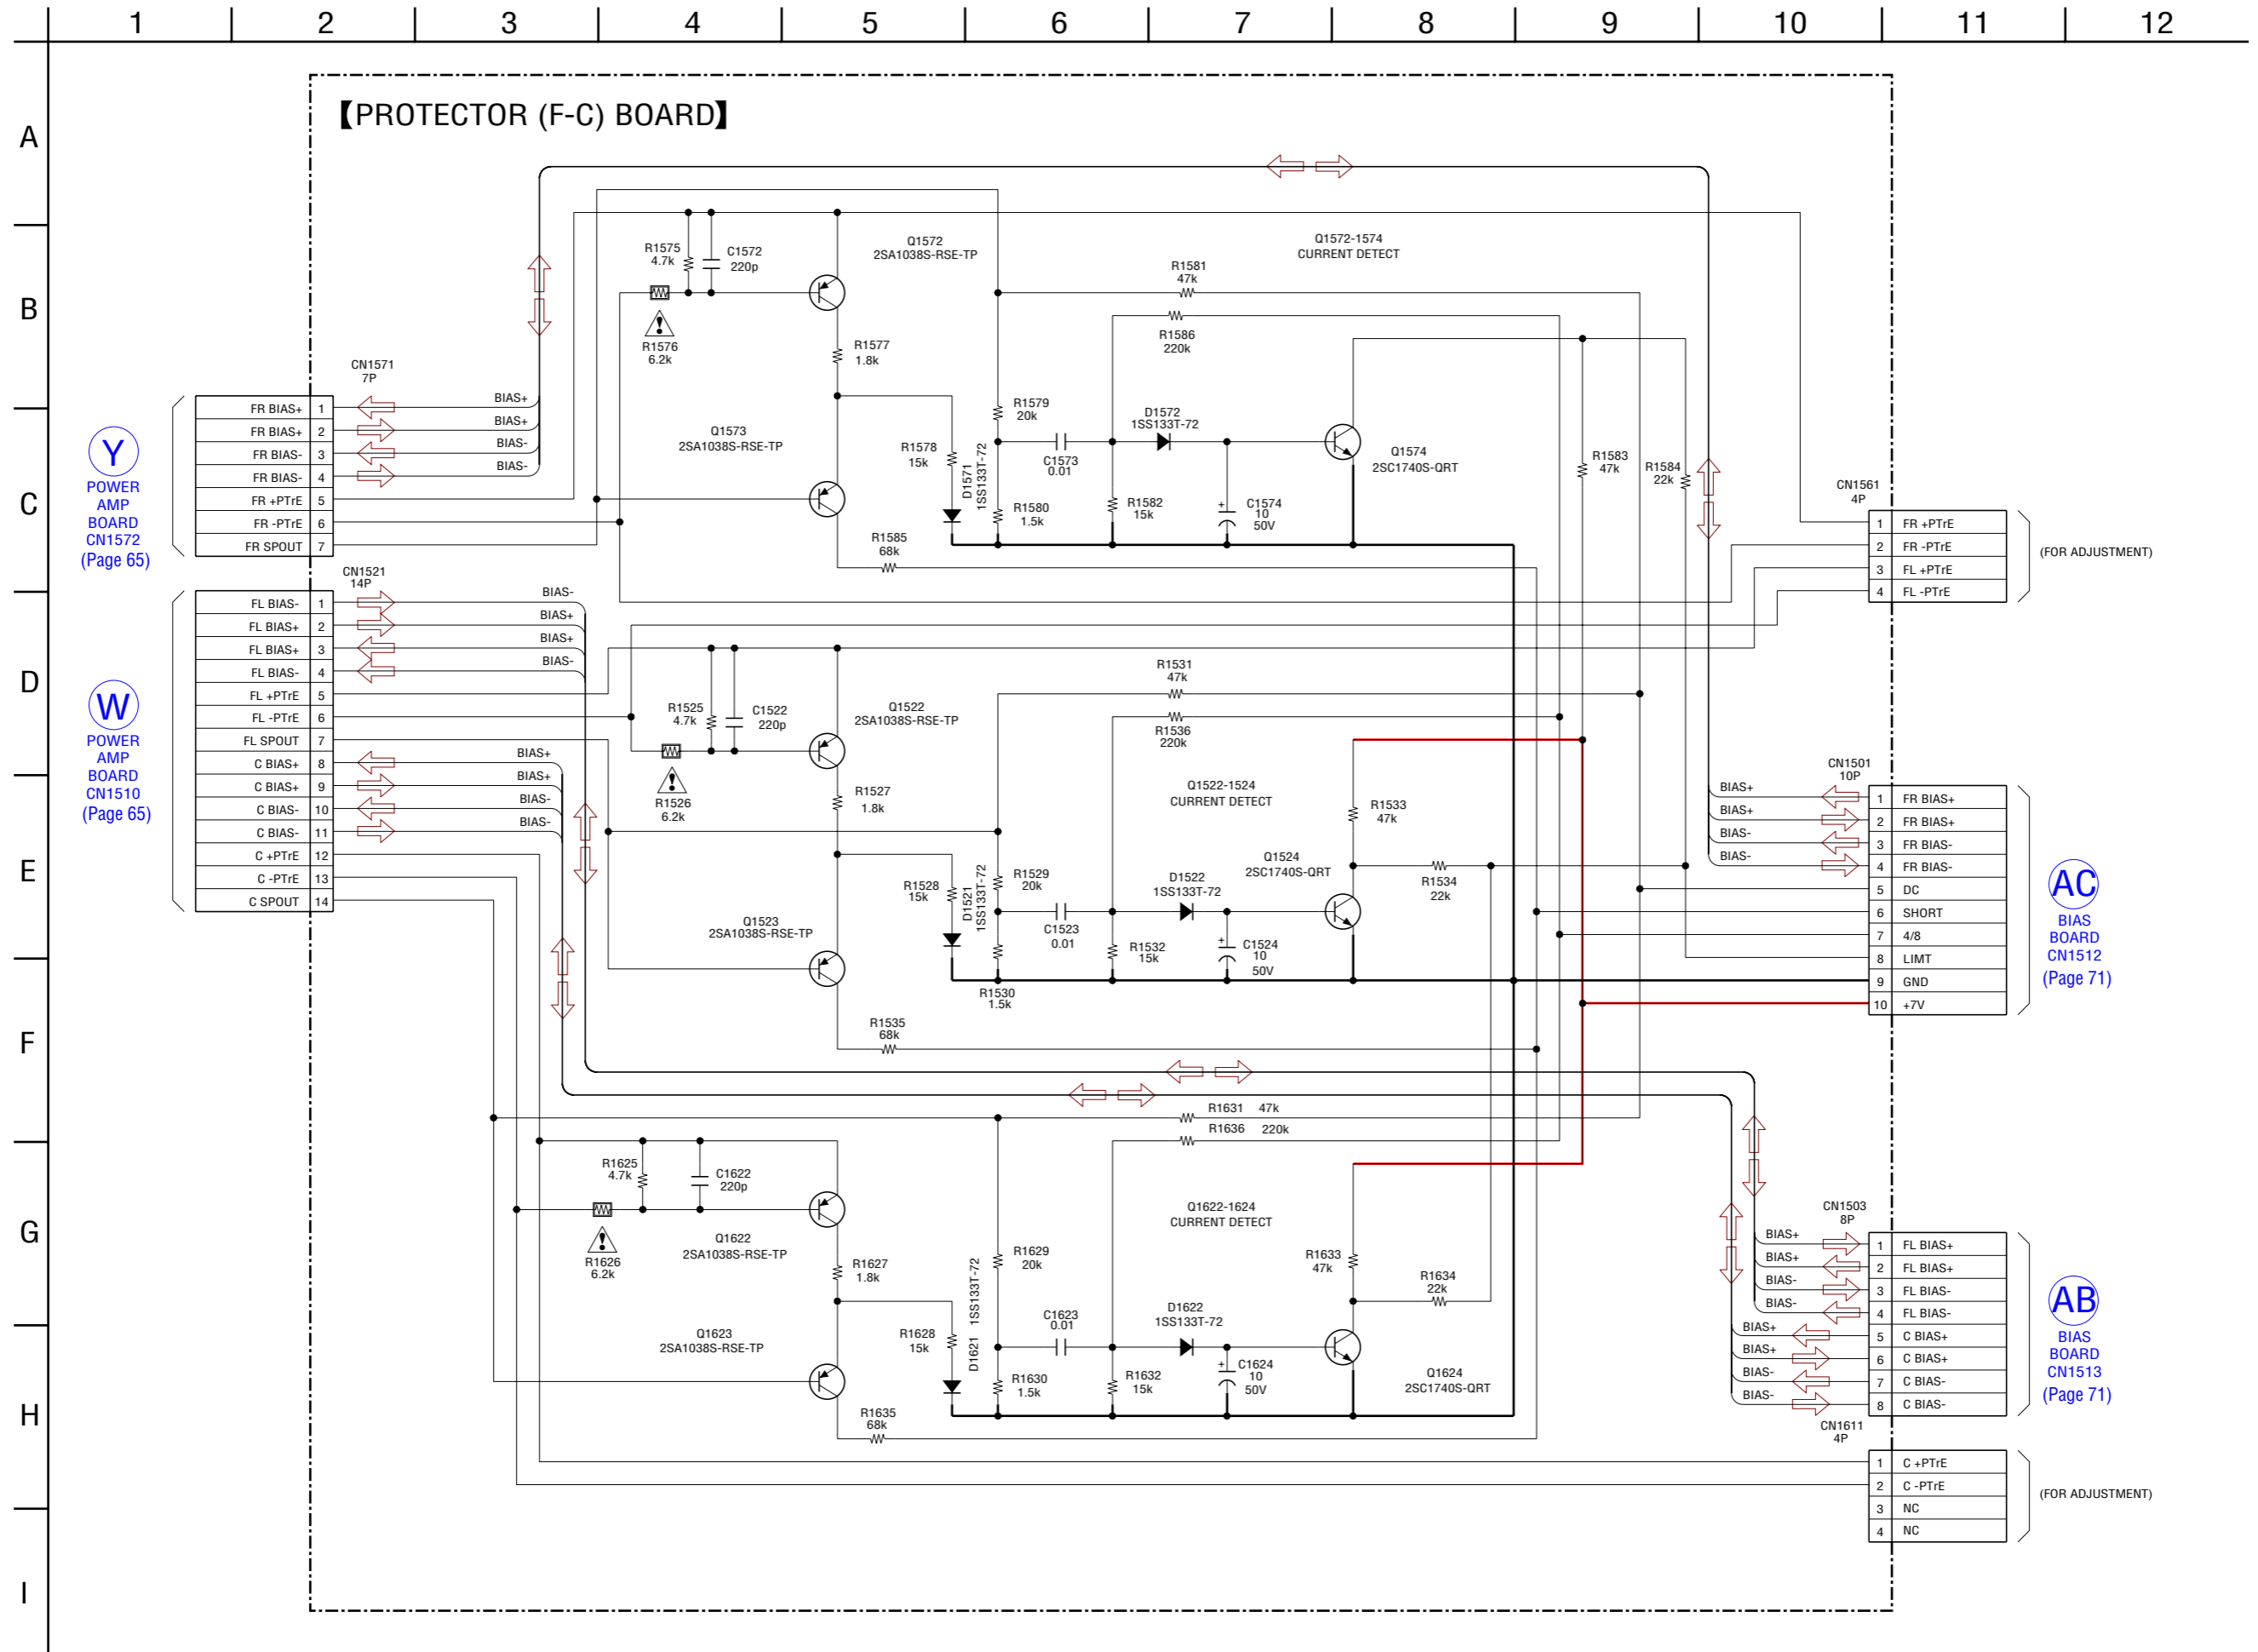 1 2 3 4 5 6 7 8 9 10 11 12
A
B
C
D
E
F
G
H
I
【PROTECTOR (F-C) BOARD】
R1575
4.7k
C1572
220p
Q1572
2SA1038S-RSE-TP
Q1572-1574
CURRENT DETECT
R1581
47k
R1586
220k
R1576
6.2k
R1577
1.8k
CN1571
7P
BIAS+
BIAS+
BIAS-
BIAS-
FR BIAS+ 1
FR BIAS+ 2
FR BIAS- 3
FR BIAS- 4
FR +PTrE 5
FR -PTrE 6
FR SPOUT 7
Y
POWER
AMP
BOARD
CN1572
(Page 65)
Q1573
2SA1038S-RSE-TP
R1578
15k
D1571
1SS133T-72
R1579
20k
R1580
1.5k
C1573
0.01
D1572
1SS133T-72
R1582
15k
C1574
10
50V
+
Q1574
2SC1740S-QRT
R1583
47k
R1584
22k
R1585
68k
CN1561
4P
1 FR +PTrE
2 FR -PTrE
3 FL +PTrE
4 FL -PTrE
(FOR ADJUSTMENT)
CN1521
14P
BIAS-
BIAS+
BIAS+
BIAS-
BIAS+
BIAS+
BIAS-
BIAS-
FL BIAS- 1
FL BIAS+ 2
FL BIAS+ 3
FL BIAS- 4
FL +PTrE 5
FL -PTrE 6
FL SPOUT 7
C BIAS+ 8
C BIAS+ 9
C BIAS- 10
C BIAS- 11
C +PTrE 12
C -PTrE 13
C SPOUT 14
W
POWER
AMP
BOARD
CN1510
(Page 65)
R1525
4.7k
C1522
220p
Q1522
2SA1038S-RSE-TP
R1531
47k
R1536
220k
R1526
6.2k
R1527
1.8k
Q1522-1524
CURRENT DETECT
R1533
47k
Q1524
2SC1740S-QRT
R1534
22k
R1528
15k
D1521
1SS133T-72
R1529
20k
D1522
1SS133T-72
Q1523
2SA1038S-RSE-TP
C1523
0.01
R1532
15k
C1524
10
50V
+
R1530
1.5k
R1535
68k
CN1501
10P
BIAS+
BIAS+
BIAS-
BIAS-
1 FR BIAS+
2 FR BIAS+
3 FR BIAS-
4 FR BIAS-
5 DC
6 SHORT
7 4/8
8 LIMT
9 GND
10 +7V
AC
BIAS
BOARD
CN1512
(Page 71)
R1631 47k
R1636 220k
R1625
4.7k
C1622
220p
R1626
6.2k
Q1622
2SA1038S-RSE-TP
R1627
1.8k
Q1622-1624
CURRENT DETECT
R1629
20k
R1633
47k
R1634
22k
Q1623
2SA1038S-RSE-TP
R1628
15k
D1621 1SS133T-72
C1623
0.01
D1622
1SS133T-72
R1630
1.5k
R1632
15k
C1624
10
50V
+
Q1624
2SC1740S-QRT
R1635
68k
CN1503
8P
BIAS+
BIAS+
BIAS-
BIAS-
BIAS+
BIAS+
BIAS-
BIAS-
1 FL BIAS+
2 FL BIAS+
3 FL BIAS-
4 FL BIAS-
5 C BIAS+
6 C BIAS+
7 C BIAS-
8 C BIAS-
AB
BIAS
BOARD
CN1513
(Page 71)
CN1611
4P
1 C +PTrE
2 C -PTrE
3 NC
4 NC
(FOR ADJUSTMENT)